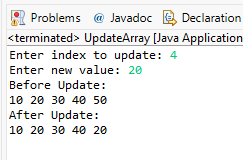 Problems @ Javadoc Declaration
<terminated> UpdateArray [Java Application
Enter index to update: 4
Enter new value: 20
Before Update:
10 20 30 40 50
After Update:
10 20 30 40 20